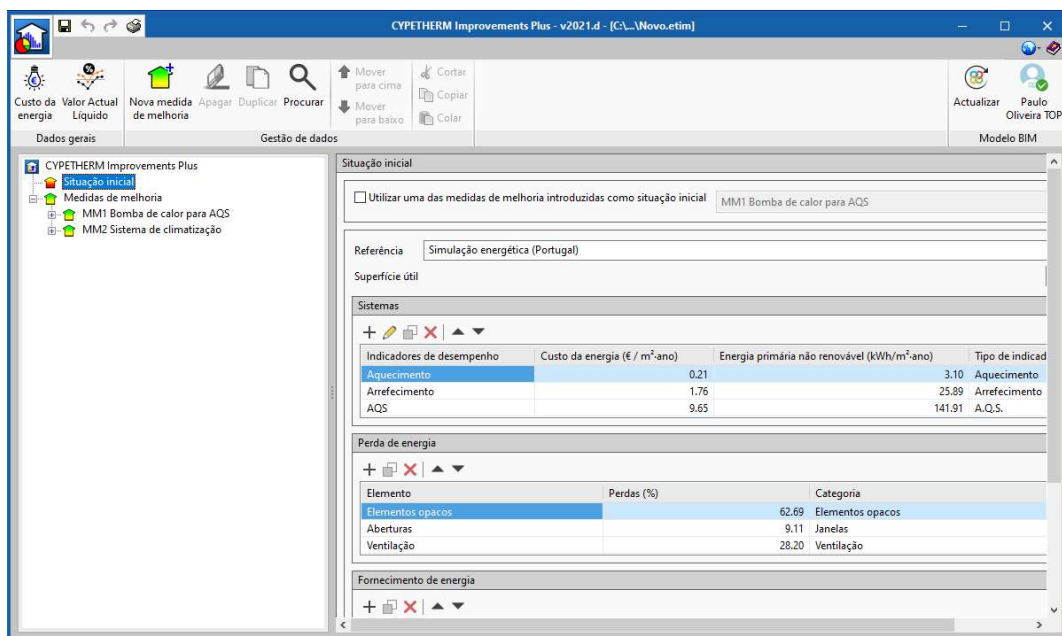 CYPETHERM Improvements Plus - v2021.d - [C:\...\Novo.etim]
Custo da energia
Valor Actual Líquido
Nova medida de melhoria
Apagar
Duplicar
Procurar
Mover para cima
Mover para baixo
Cortar
Copiar
Colar
Actualizar
Paulo Oliveira TOP
Dados gerais
Gestão de dados
Modelo BIM
CYPETHERM Improvements Plus
Situação inicial
Medidas de melhoria
MM1 Bomba de calor para AQS
MM2 Sistema de climatização
Situação inicial
Utilizar uma das medidas de melhoria introduzidas como situação inicial
MM1 Bomba de calor para AQS
Referência Simulação energética (Portugal)
Superfície útil
Sistemas
Indicadores de desempenho Custo da energia (€ / m²·ano) Energia primária não renovável (kWh/m²·ano) Tipo de indicad
Aquecimento 0.21 3.10 Aquecimento
Arrefecimento 1.76 25.89 Arrefecimento
AQS 9.65 141.91 A.Q.S.
Perda de energia
Elemento Perdas (%) Categoria
Elementos opacos 62.69 Elementos opacos
Aberturas 9.11 Janelas
Ventilação 28.20 Ventilação
Fornecimento de energia